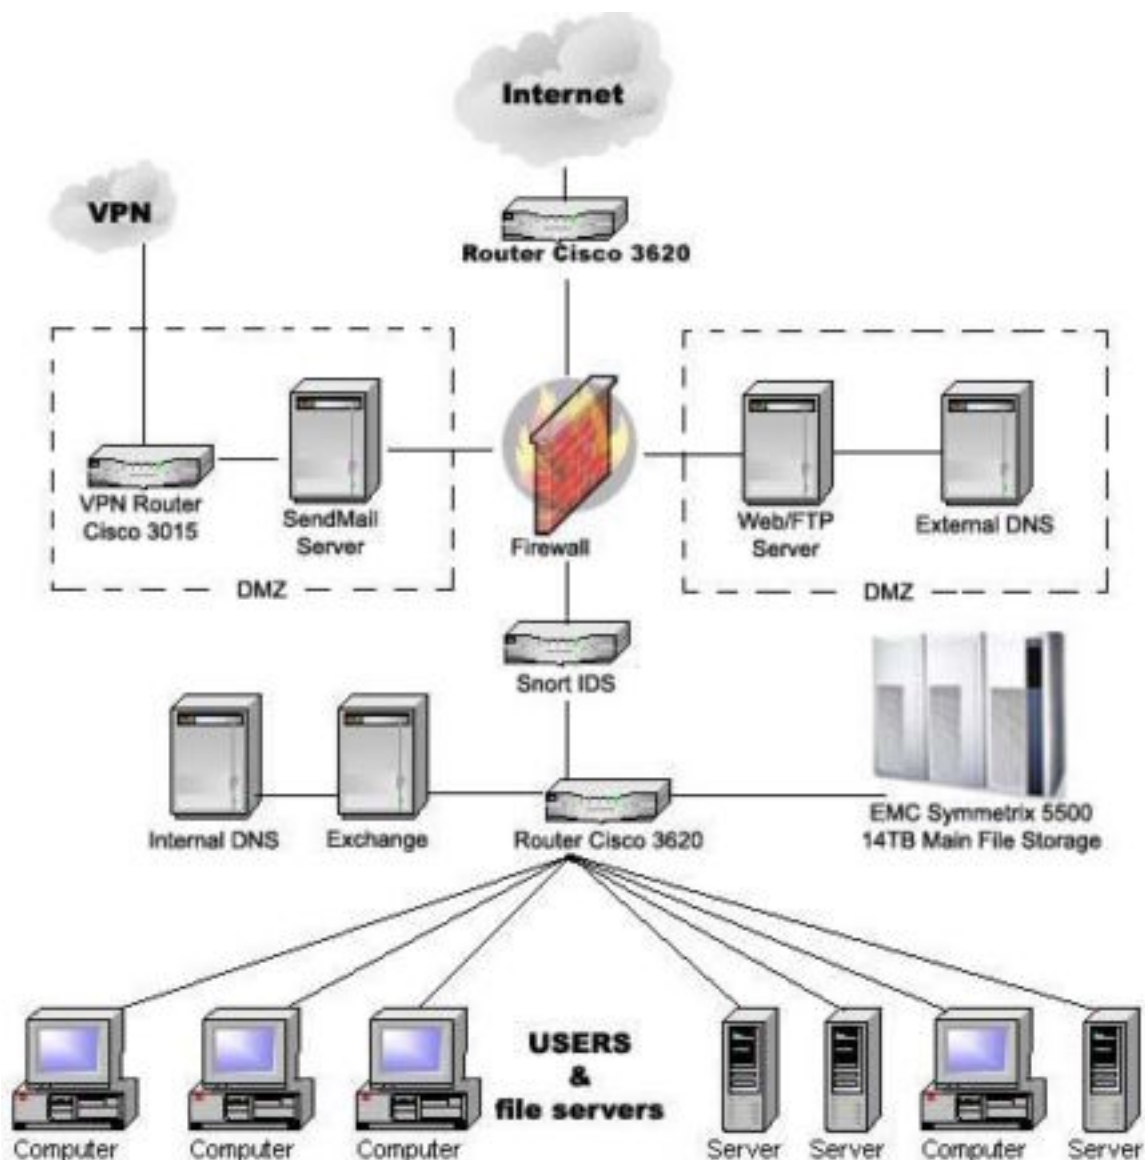 Internet
VPN
Router Cisco 3620
VPN Router
Cisco 3015
SendMail
Server
Firewall
Web/FTP
Server
External DNS
DMZ
DMZ
Snort IDS
Internal DNS
Exchange
Router Cisco 3620
EMC Symmetrix 5500
14TB Main File Storage
USERS
&
file servers
Computer
Computer
Computer
Server
Server
Computer
Server